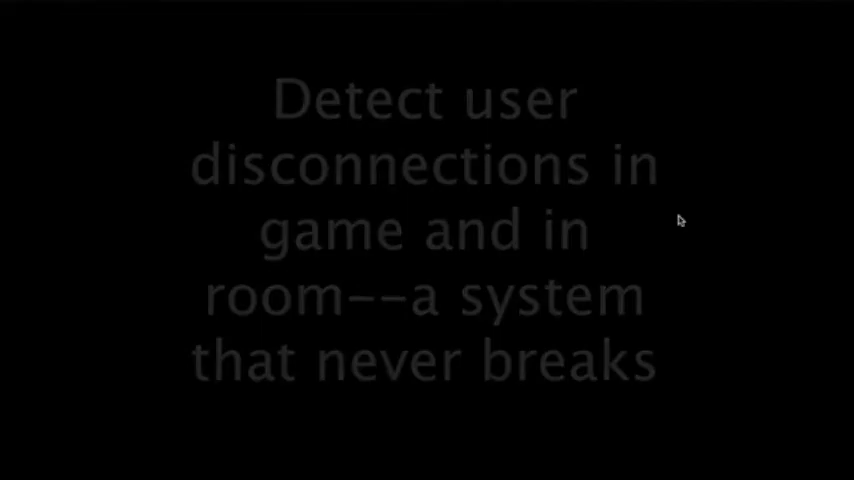 Detect user
disconnections in
game and in
room--a system
that never breaks